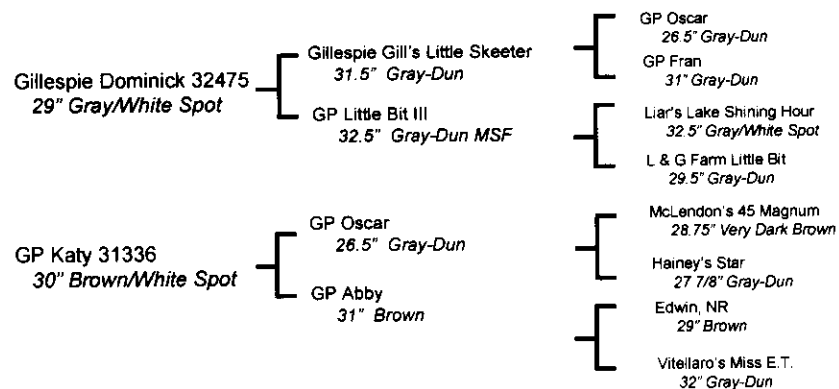 GP Oscar
26.5" Gray-Dun
Gillespie Gill's Little Skeeter
31.5" Gray-Dun
GP Fran
31" Gray-Dun
Gillespie Dominick 32475
29" Gray/White Spot
GP Little Bit III
32.5" Gray-Dun MSF
Liar's Lake Shining Hour
32.5" Gray/White Spot
L & G Farm Little Bit
29.5" Gray-Dun
McLendon's 45 Magnum
28.75" Very Dark Brown
GP Oscar
26.5" Gray-Dun
Hainey's Star
27 7/8" Gray-Dun
GP Katy 31336
30" Brown/White Spot
GP Abby
31" Brown
Edwin, NR
29" Brown
Vitellaro's Miss E.T.
32" Gray-Dun